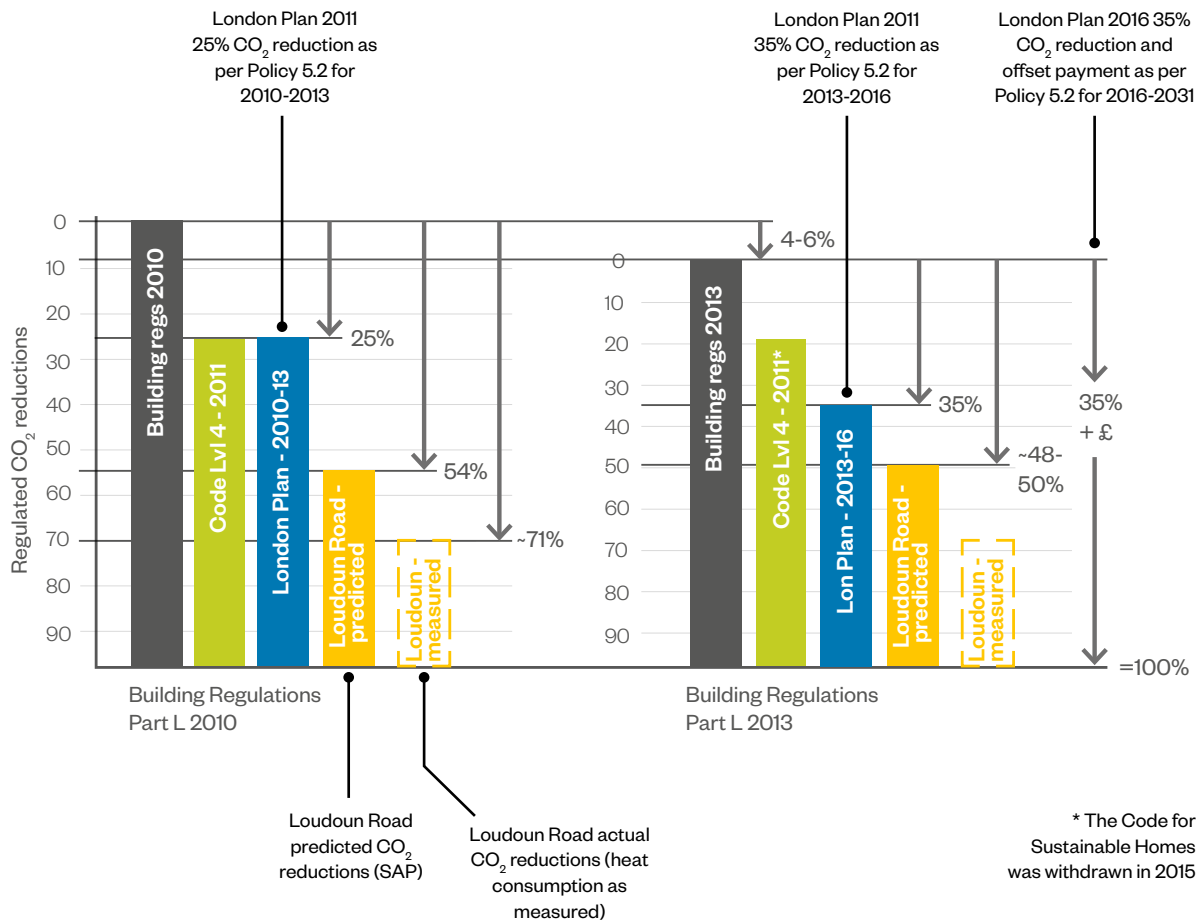 London Plan 2011
25% CO2 reduction as
per Policy 5.2 for
2010-2013
London Plan 2011
35% CO2 reduction as
per Policy 5.2 for
2013-2016
London Plan 2016 35%
CO2 reduction and
offset payment as per
Policy 5.2 for 2016-2031
Regulated CO2 reductions
0
10
20
30
40
50
60
70
80
90
Building regs 2010
Code Lvl 4 - 2011
London Plan - 2010-13
Loudoun Road -
predicted
Loudoun -
measured
25%
54%
~71%
4-6%
0
10
20
30
40
50
60
70
80
90
Building regs 2013
Code Lvl 4 - 2011*
Lon Plan - 2013-16
Loudoun Road -
predicted
Loudoun -
measured
35%
~48-
50%
35%
+ £
=100%
Building Regulations
Part L 2010
Building Regulations
Part L 2013
Loudoun Road
predicted CO2
reductions (SAP)
Loudoun Road actual
CO2 reductions (heat
consumption as
measured)
* The Code for
Sustainable Homes
was withdrawn in 2015